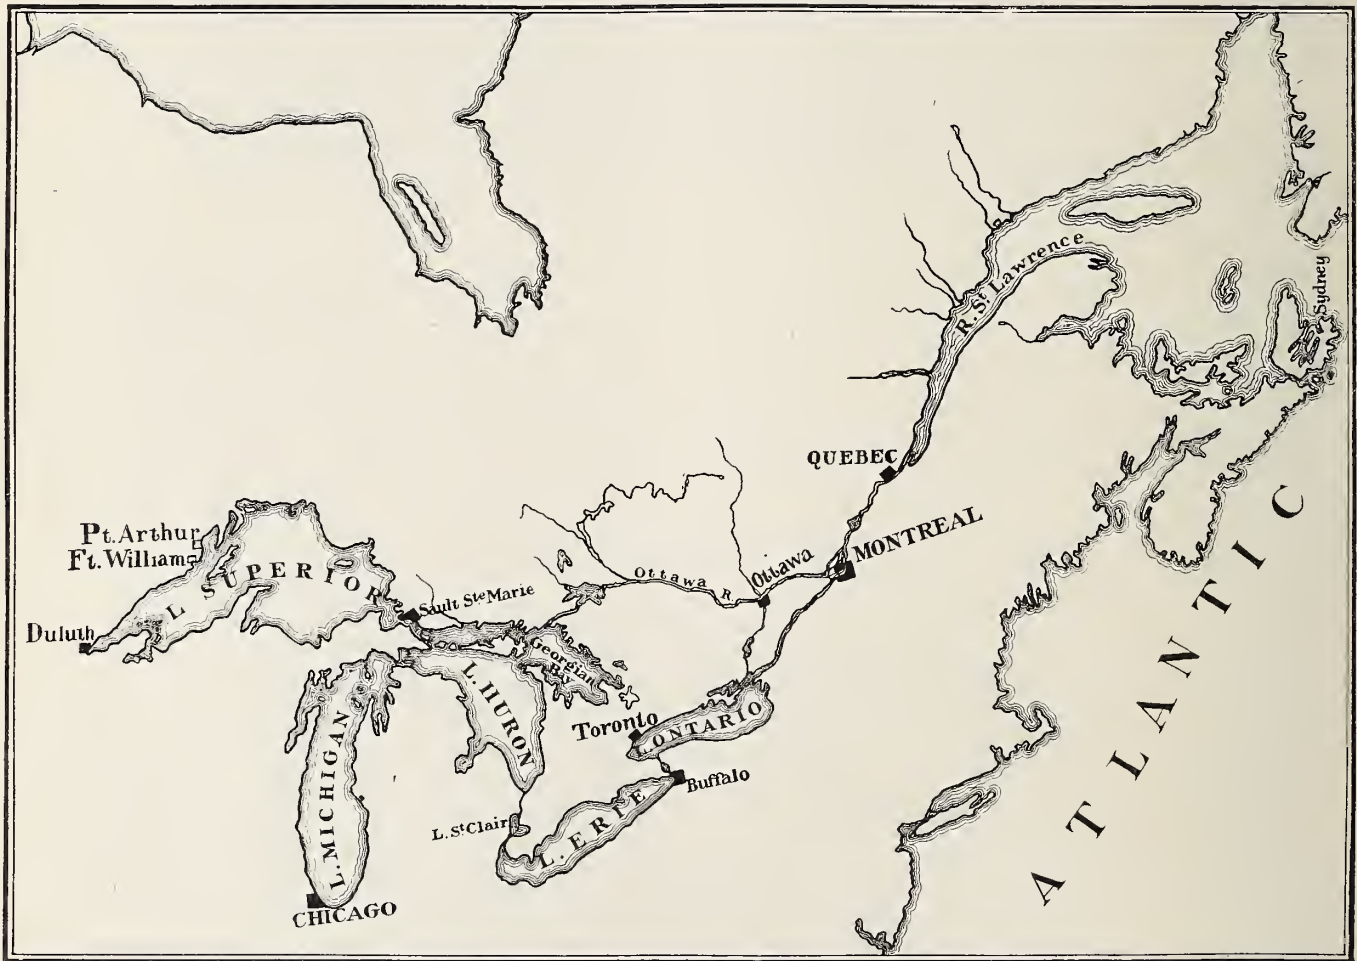 R. St. Lawrence
Sydney
QUEBEC
MONTREAL
Pt. Arthur
Ft. William
L SUPERIOR
Duluth
Sault Ste Marie
Ottawa R.
Ottawa
Georgian
Bay
L. HURON
L. MICHIGAN
Toronto
L ONTARIO
Buffalo
L. St Clair
L. ERIE
CHICAGO
ATLANTIC